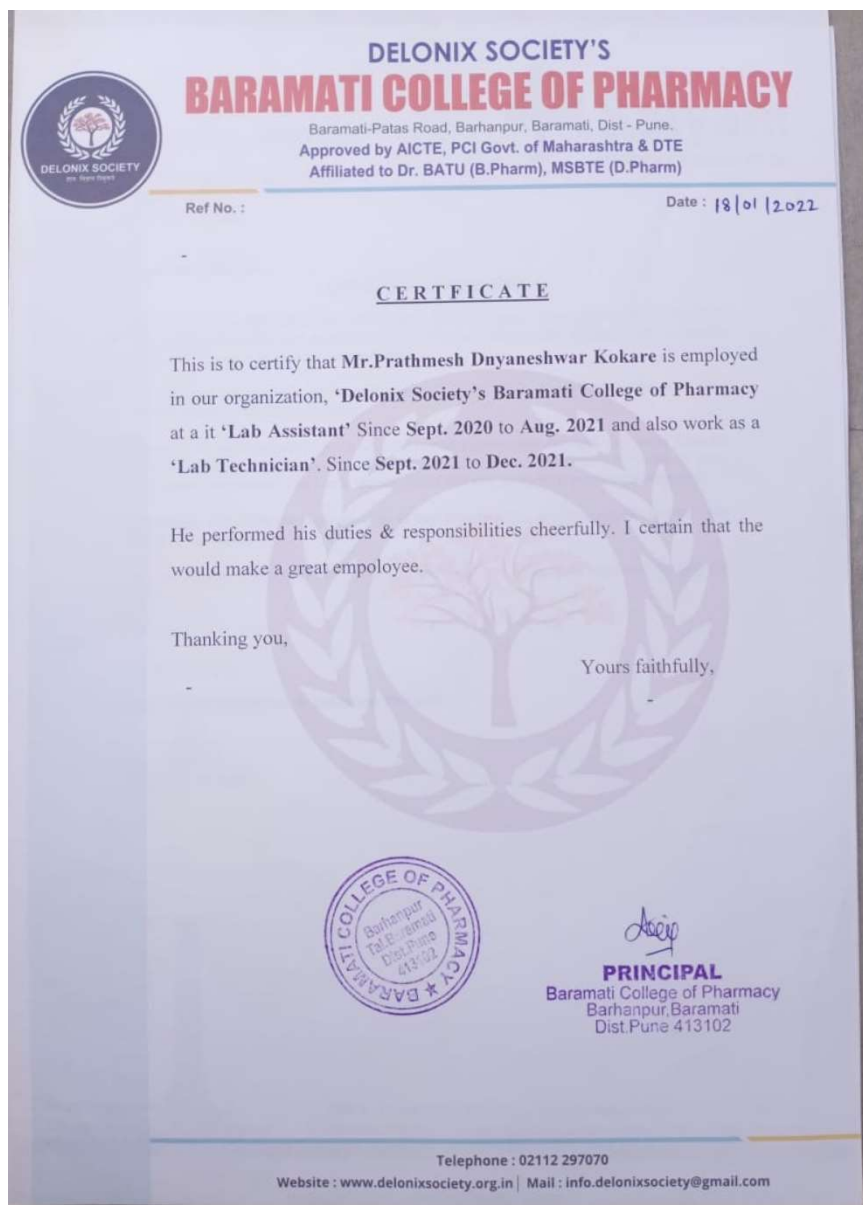 DELONIX SOCIETY'S
BARAMATI COLLEGE OF PHARMACY
Baramati-Patas Road, Barhanpur, Baramati, Dist - Pune.
Approved by AICTE, PCI Govt. of Maharashtra & DTE
Affiliated to Dr. BATU (B.Pharm), MSBTE (D.Pharm)
DELONIX SOCIETY
Ref No. :
Date : 18/01/2022
-
CERTFICATE
This is to certify that Mr.Prathmesh Dnyaneshwar Kokare is employed
in our organization, ‘Delonix Society’s Baramati College of Pharmacy
at a it ‘Lab Assistant’ Since Sept. 2020 to Aug. 2021 and also work as a
‘Lab Technician’. Since Sept. 2021 to Dec. 2021.
He performed his duties & responsibilities cheerfully. I certain that the
would make a great empoloyee.
Thanking you,
Yours faithfully,
-
-
BARAMATI COLLEGE OF PHARMACY ★
Barhanpur
Tal.Baramati
Dist.Pune
413102
PRINCIPAL
Baramati College of Pharmacy
Barhanpur,Baramati
Dist.Pune 413102
Telephone : 02112 297070
Website : www.delonixsociety.org.in | Mail : info.delonixsociety@gmail.com